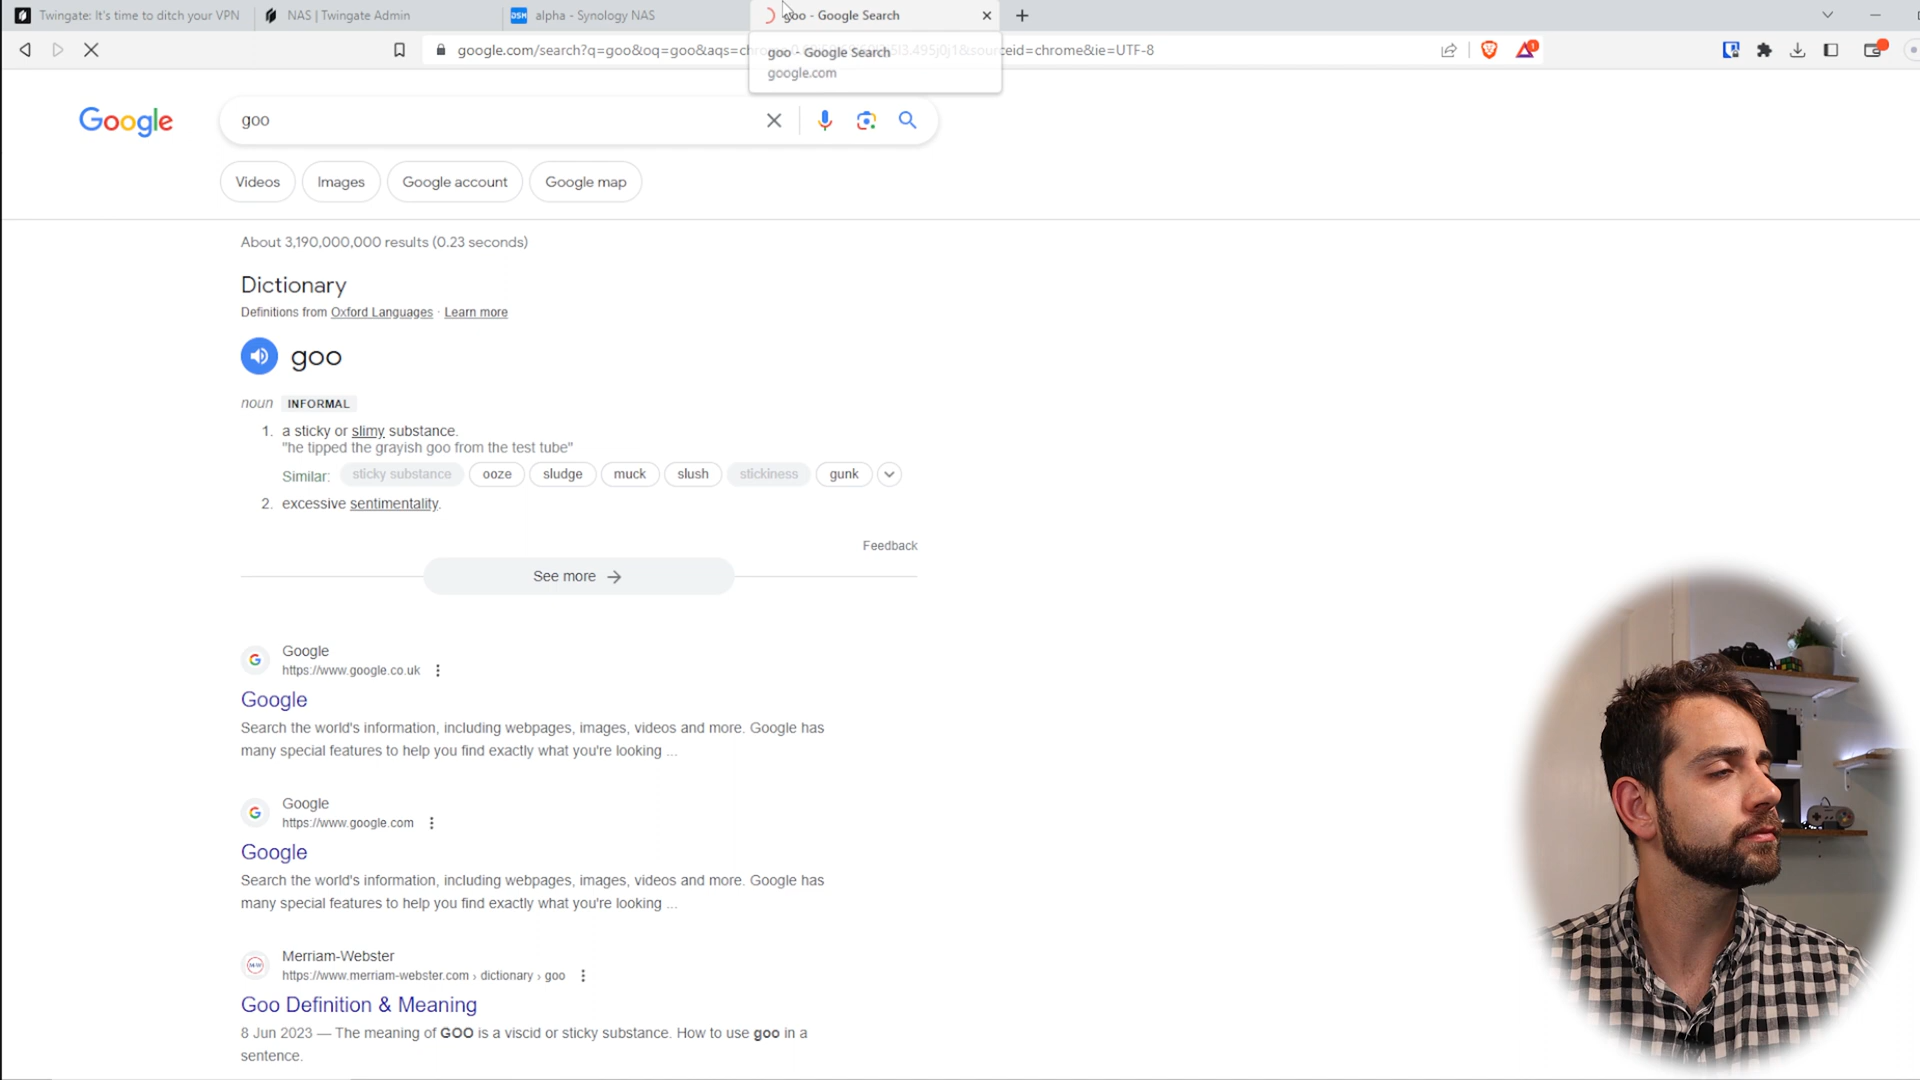 Twingate: It's time to ditch your VPN
NAS | Twingate Admin
DSM
alpha - Synology NAS
goo - Google Search
google.com/search?q=goo&oq=goo&aqs=chr
l3.495j0j1&sourceid=chrome&ie=UTF-8
1
goo - Google Search
google.com
Google
goo
Videos
Images
Google account
Google map
About 3,190,000,000 results (0.23 seconds)
Dictionary
Definitions from Oxford Languages · Learn more
goo
noun INFORMAL
1. a sticky or slimy substance.
"he tipped the grayish goo from the test tube"
Similar: sticky substance ooze sludge muck slush stickiness gunk
2. excessive sentimentality.
Feedback
See more →
G
Google
https://www.google.co.uk
Google
Search the world's information, including webpages, images, videos and more. Google has
many special features to help you find exactly what you're looking ...
G
Google
https://www.google.com
Google
Search the world's information, including webpages, images, videos and more. Google has
many special features to help you find exactly what you're looking ...
Merriam-Webster
https://www.merriam-webster.com › dictionary › goo
Goo Definition & Meaning
8 Jun 2023 — The meaning of GOO is a viscid or sticky substance. How to use goo in a
sentence.